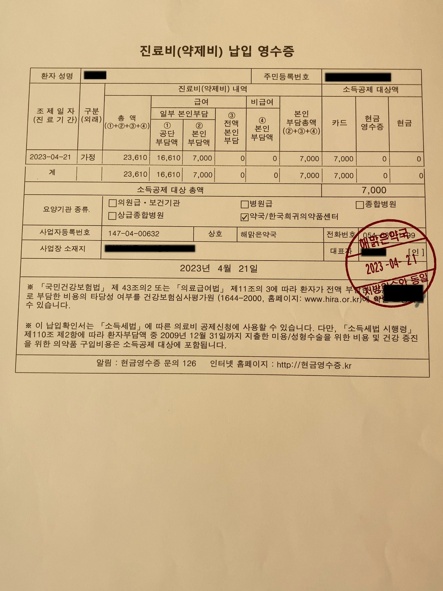 진료비(약제비) 납입 영수증
환자 성명 주민등록번호
진료비(약제비) 내역 소득공제 대상액
조 제 일 자 (진 료 기 간) 구분 (외래) 총 액 (①+②+③+④) 급여 비급여 본인 부담총액 (②+③+④) 카드 현금 영수증 현금
일부 본인부담 ③ 전액 본인 부담 ④ 본인 부담액
① 공단 부담액 ② 본인 부담액
2023-04-21 가정 23,610 16,610 7,000 0 0 7,000 7,000 0 0
계 23,610 16,610 7,000 0 0 7,000 7,000 0 0
소득공제 대상 총액 7,000
요양기관 종류. □의원급·보건기관 □병원급 □종합병원
□상급종합병원 ☑약국/한국희귀의약품센터
사업자등록번호 147-04-00632 상호 해맑은약국 전화번호
사업장 소재지 대표자 [인]
해맑은약국
2023-04-21
2023년 4월 21일
※ 「국민건강보험법」 제 43조의2 또는 「의료급여법」 제11조의 3에 따라 환자가 전액
로 부담한 비용의 타당성 여부를 건강보험심사평가원 (1644-2000, 홈페이지: www.hira.or.kr)에
수 있습니다.
※ 이 납입확인서는 「소득세법」에 따른 의료비 공제신청에 사용할 수 있습니다. 다만, 「소득세법 시행령」
제110조 제2항에 따라 환자부담액 중 2009년 12월 31일까지 지출한 미용/성형수술을 위한 비용 및 건강 증진
을 위한 의약품 구입비용은 소득공제 대상에 포함됩니다.
알림 : 현금영수증 문의 126 인터넷 홈페이지 : http://현금영수증.kr